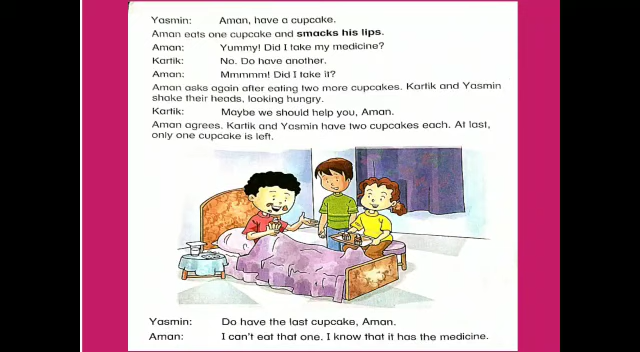 Yasmin: Aman, have a cupcake.
Aman eats one cupcake and smacks his lips.
Aman: Yummy! Did I take my medicine?
Kartik: No. Do have another.
Aman: Mmmmm! Did I take it?
Aman asks again after eating two more cupcakes. Kartik and Yasmin
shake their heads, looking hungry.
Kartik: Maybe we should help you, Aman.
Aman agrees. Kartik and Yasmin have two cupcakes each. At last,
only one cupcake is left.
Yasmin: Do have the last cupcake, Aman.
Aman: I can't eat that one. I know that it has the medicine.